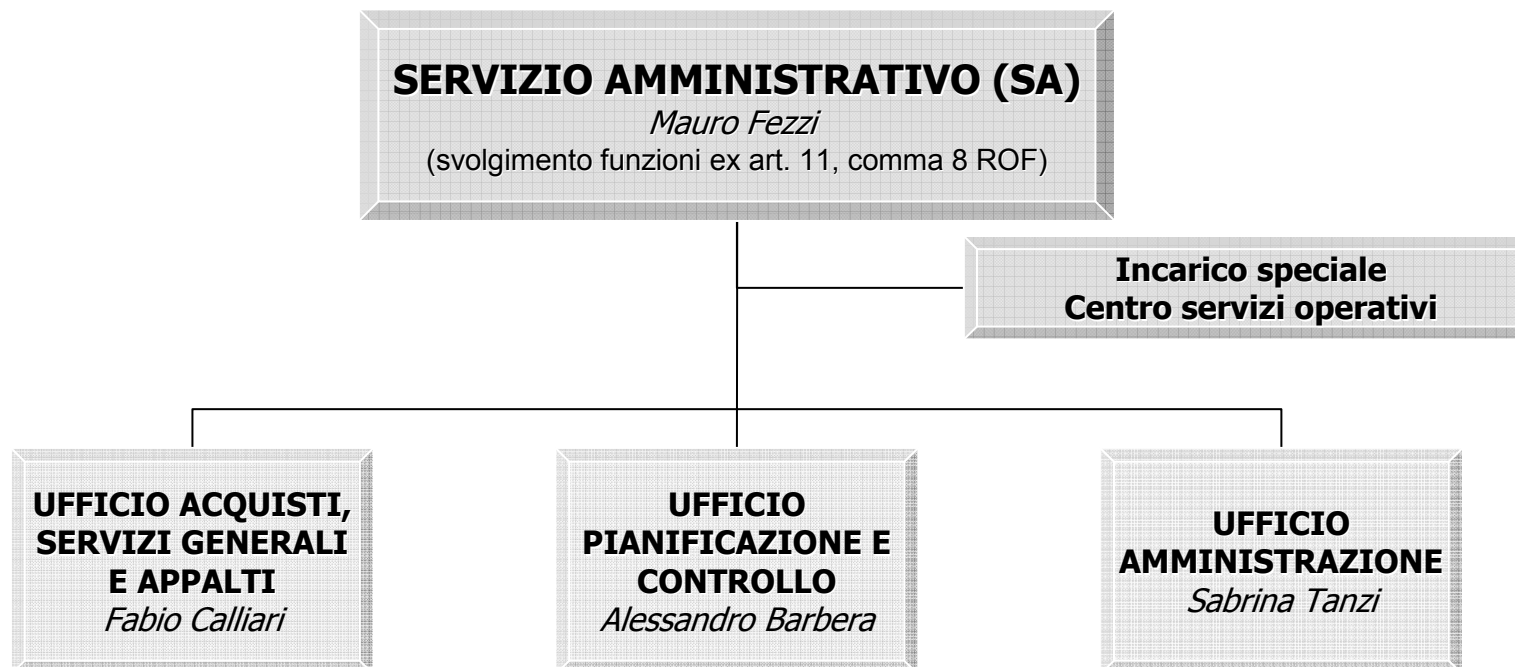 SERVIZIO AMMINISTRATIVO (SA)
Mauro Fezzi
(svolgimento funzioni ex art. 11, comma 8 ROF)
Incarico speciale
Centro servizi operativi
UFFICIO ACQUISTI,
SERVIZI GENERALI
E APPALTI
Fabio Calliari
UFFICIO
PIANIFICAZIONE E
CONTROLLO
Alessandro Barbera
UFFICIO
AMMINISTRAZIONE
Sabrina Tanzi